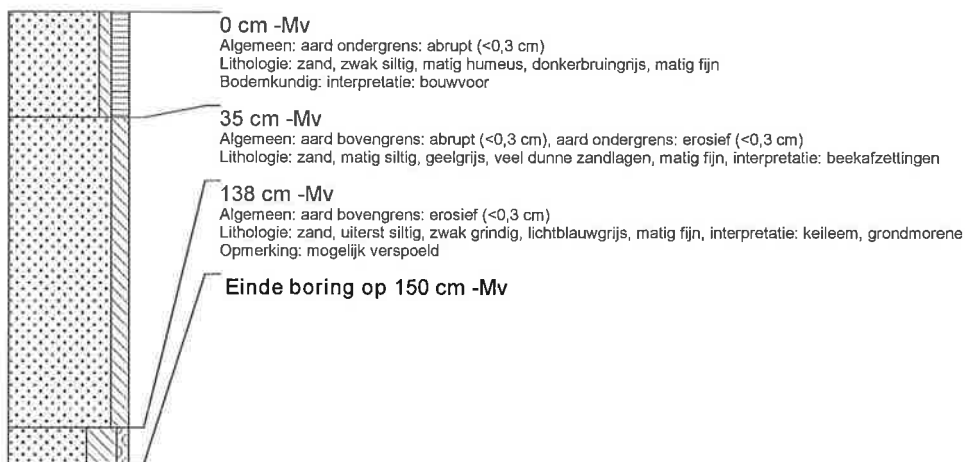 0 cm -Mv
Algemeen: aard ondergrens: abrupt (<0,3 cm)
Lithologie: zand, zwak siltig, matig humeus, donkerbruingrijs, matig fijn
Bodemkundig: interpretatie: bouwvoor
35 cm -Mv
Algemeen: aard bovengrens: abrupt (<0,3 cm), aard ondergrens: erosief (<0,3 cm)
Lithologie: zand, matig siltig, geelgrijs, veel dunne zandlagen, matig fijn, interpretatie: beekafzettingen
138 cm -Mv
Algemeen: aard bovengrens: erosief (<0,3 cm)
Lithologie: zand, uiterst siltig, zwak grindig, lichtblauwgrijs, matig fijn, interpretatie: keileem, grondmorene
Opmerking: mogelijk verspoeld
Einde boring op 150 cm -Mv